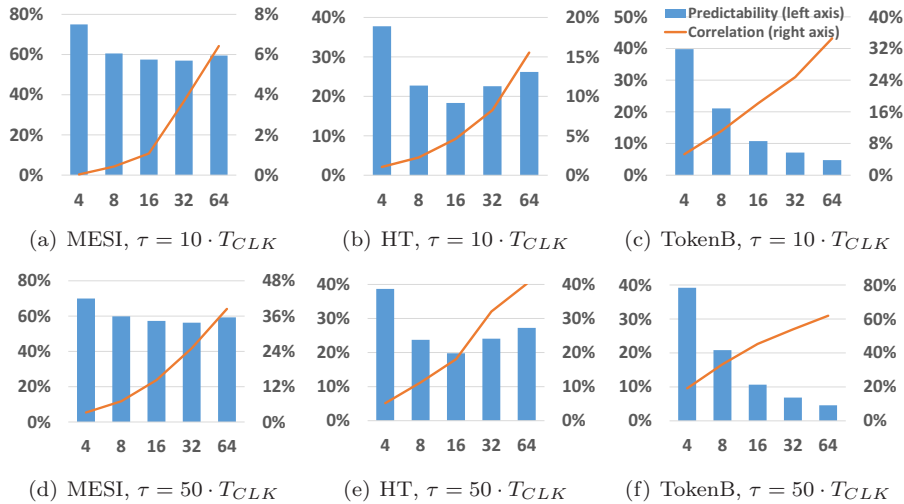 80% 8% 40% 20% 50% 40%
Predictability (left axis)
Correlation (right axis)
40% 32%
60% 6% 30% 15%
30% 24%
40% 4% 20% 10%
20% 16%
20% 2% 10% 5%
10% 8%
0% 0% 0% 0% 0% 0%
4 8 16 32 64 4 8 16 32 64 4 8 16 32 64
(a) MESI, τ = 10 · T_CLK (b) HT, τ = 10 · T_CLK (c) TokenB, τ = 10 · T_CLK
80% 48% 40% 40% 40% 80%
60% 36% 30% 30% 30% 60%
40% 24% 20% 20% 20% 40%
20% 12% 10% 10% 10% 20%
0% 0% 0% 0% 0% 0%
4 8 16 32 64 4 8 16 32 64 4 8 16 32 64
(d) MESI, τ = 50 · T_CLK (e) HT, τ = 50 · T_CLK (f) TokenB, τ = 50 · T_CLK